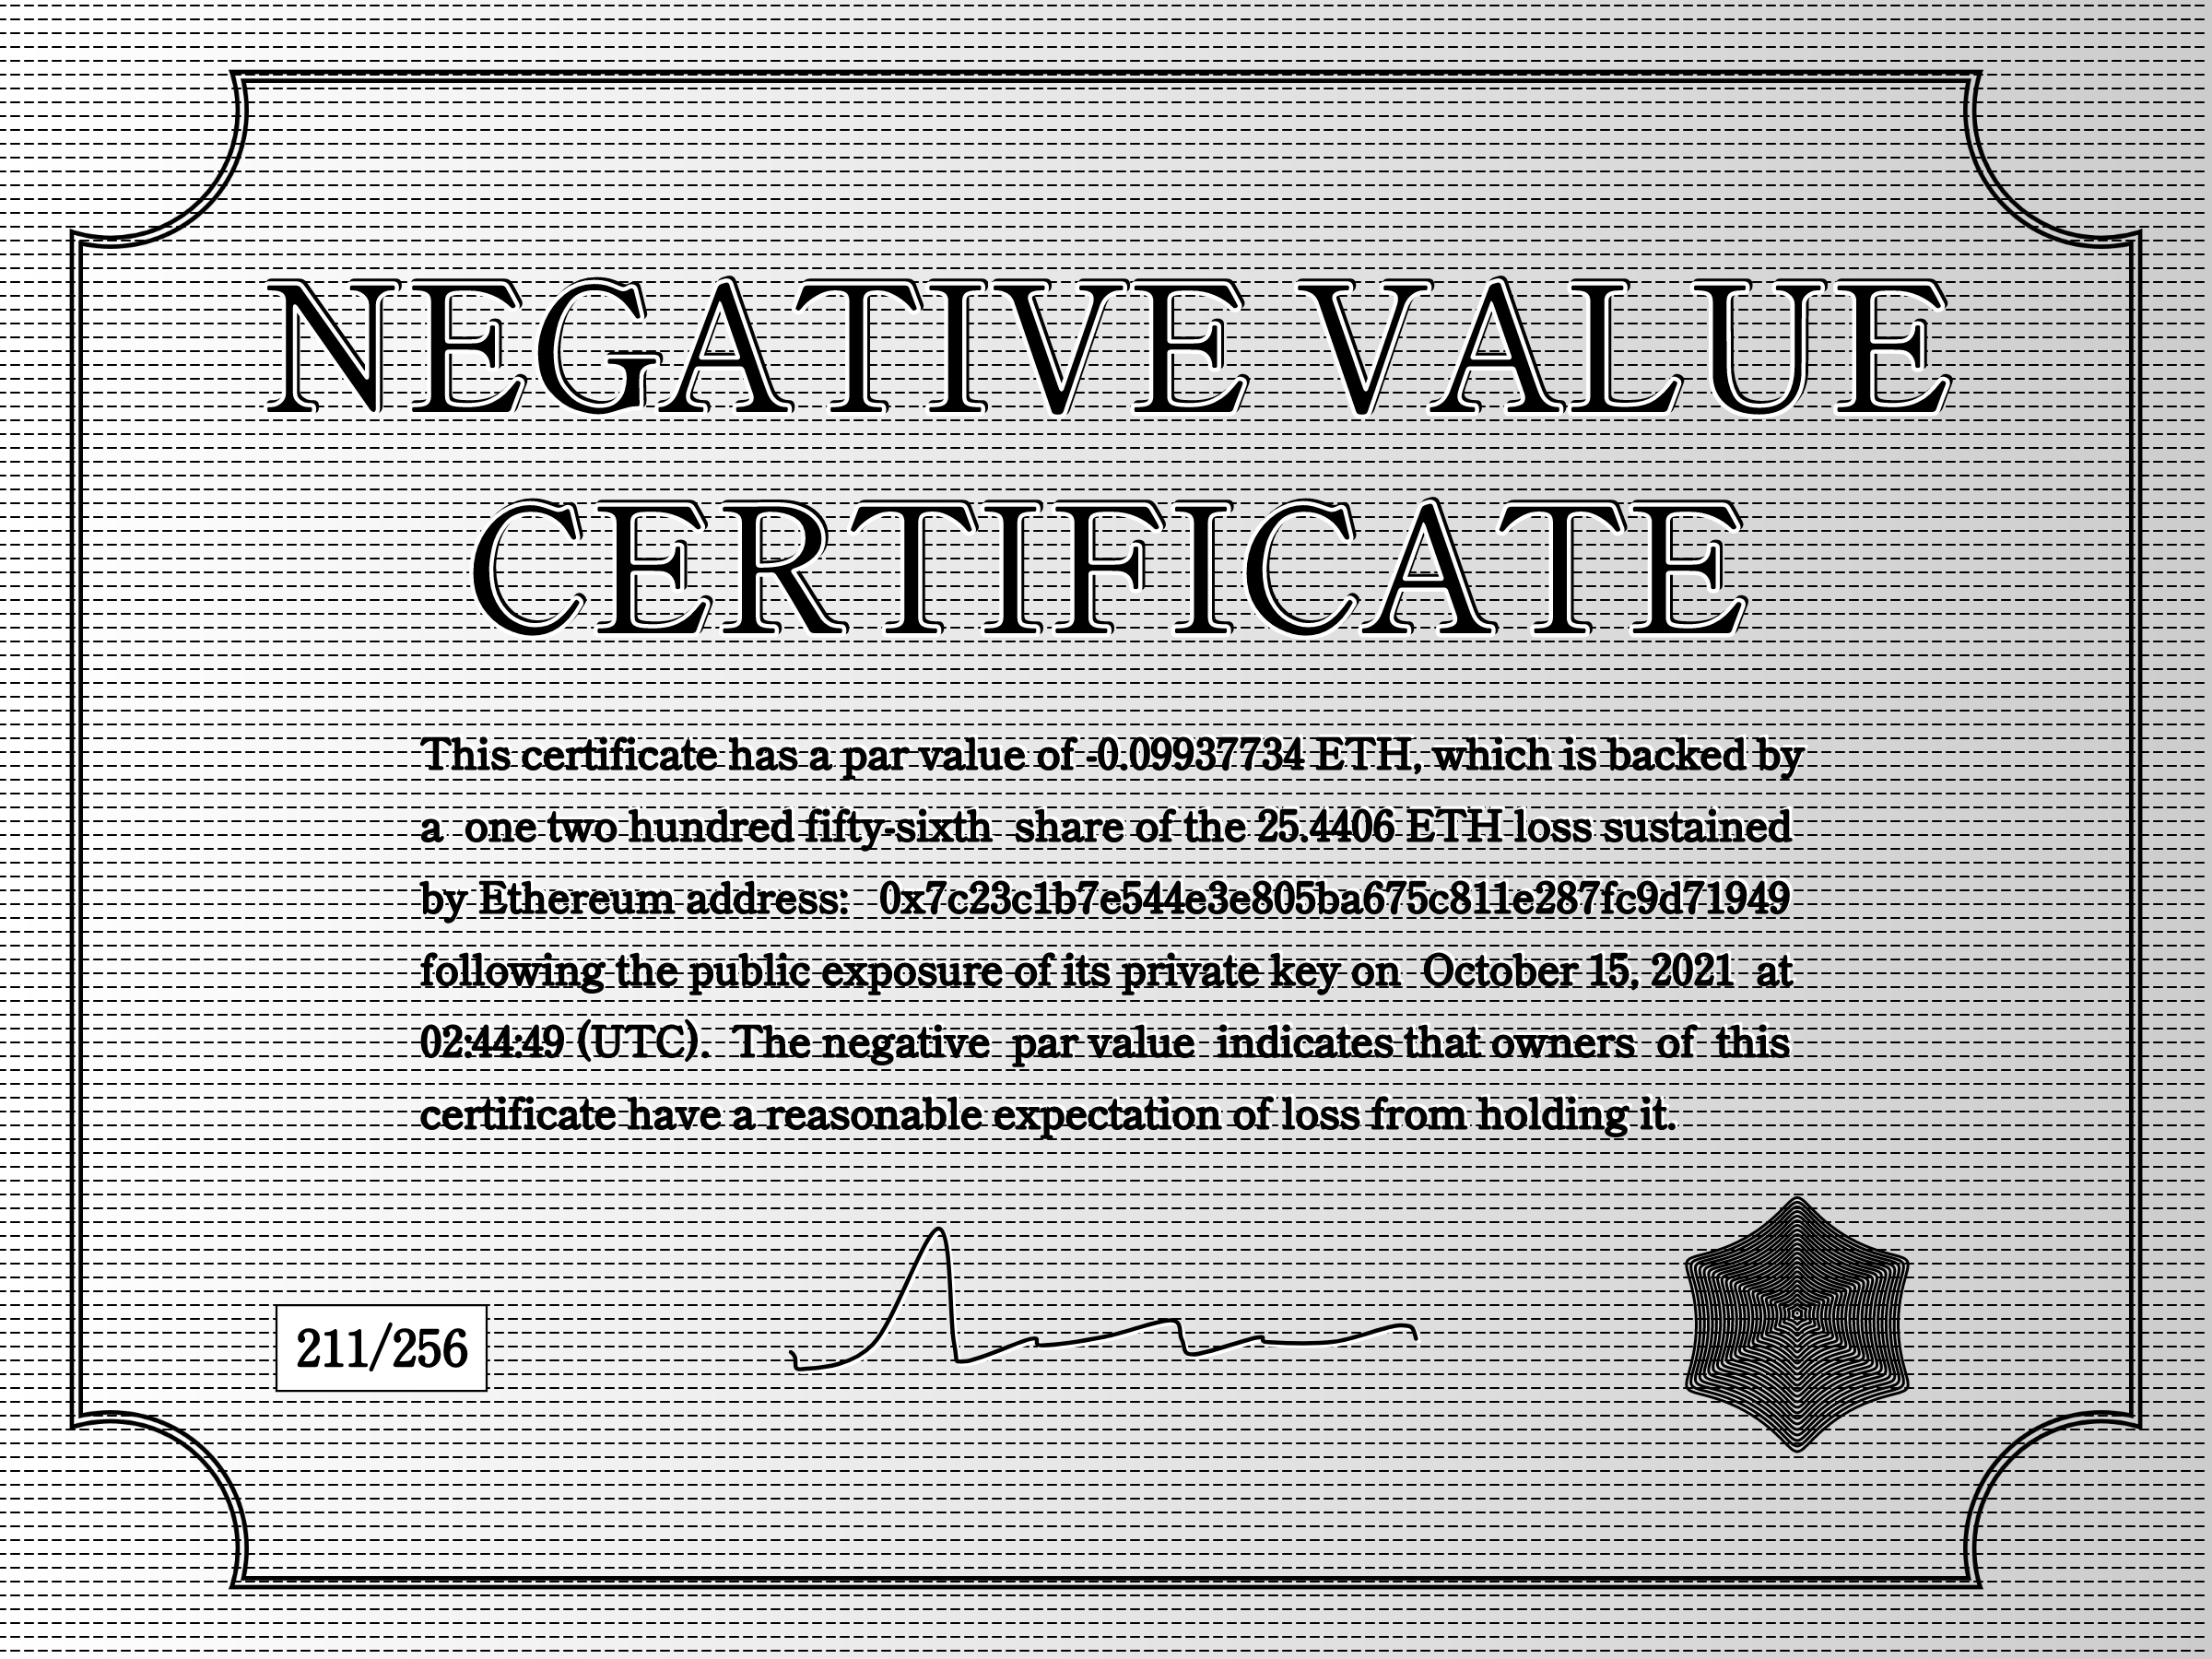 NEGATIVE VALUE
CERTIFICATE
This certificate has a par value of -0.09937734 ETH, which is backed by
a one two hundred fifty-sixth share of the 25.4406 ETH loss sustained
by Ethereum address: 0x7c23c1b7e544e3e805ba675c811e287fc9d71949
following the public exposure of its private key on October 15, 2021 at
02:44:49 (UTC). The negative par value indicates that owners of this
certificate have a reasonable expectation of loss from holding it.
211/256